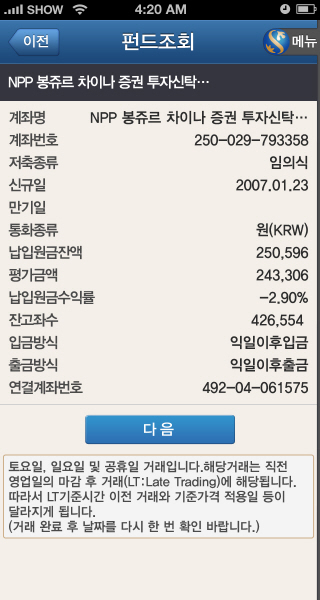 SHOW 4:20 AM
이전 펀드조회 메뉴
NPP 봉쥬르 차이나 증권 투자신탁…
계좌명 NPP 봉쥬르 차이나 증권 투자신탁…
계좌번호 250-029-793358
저축종류 임의식
신규일 2007.01.23
만기일
통화종류 원(KRW)
납입원금잔액 250,596
평가금액 243,306
납입원금수익률 -2.90%
잔고좌수 426,554
입금방식 익일이후입금
출금방식 익일이후출금
연결계좌번호 492-04-061575
다음
토요일, 일요일 및 공휴일 거래입니다.해당거래는 직전
영업일의 마감 후 거래(LT:Late Trading)에 해당됩니다.
따라서 LT기준시간 이전 거래와 기준가격 적용일 등이
달라지게 됩니다.
(거래 완료 후 날짜를 다시 한 번 확인 바랍니다.)